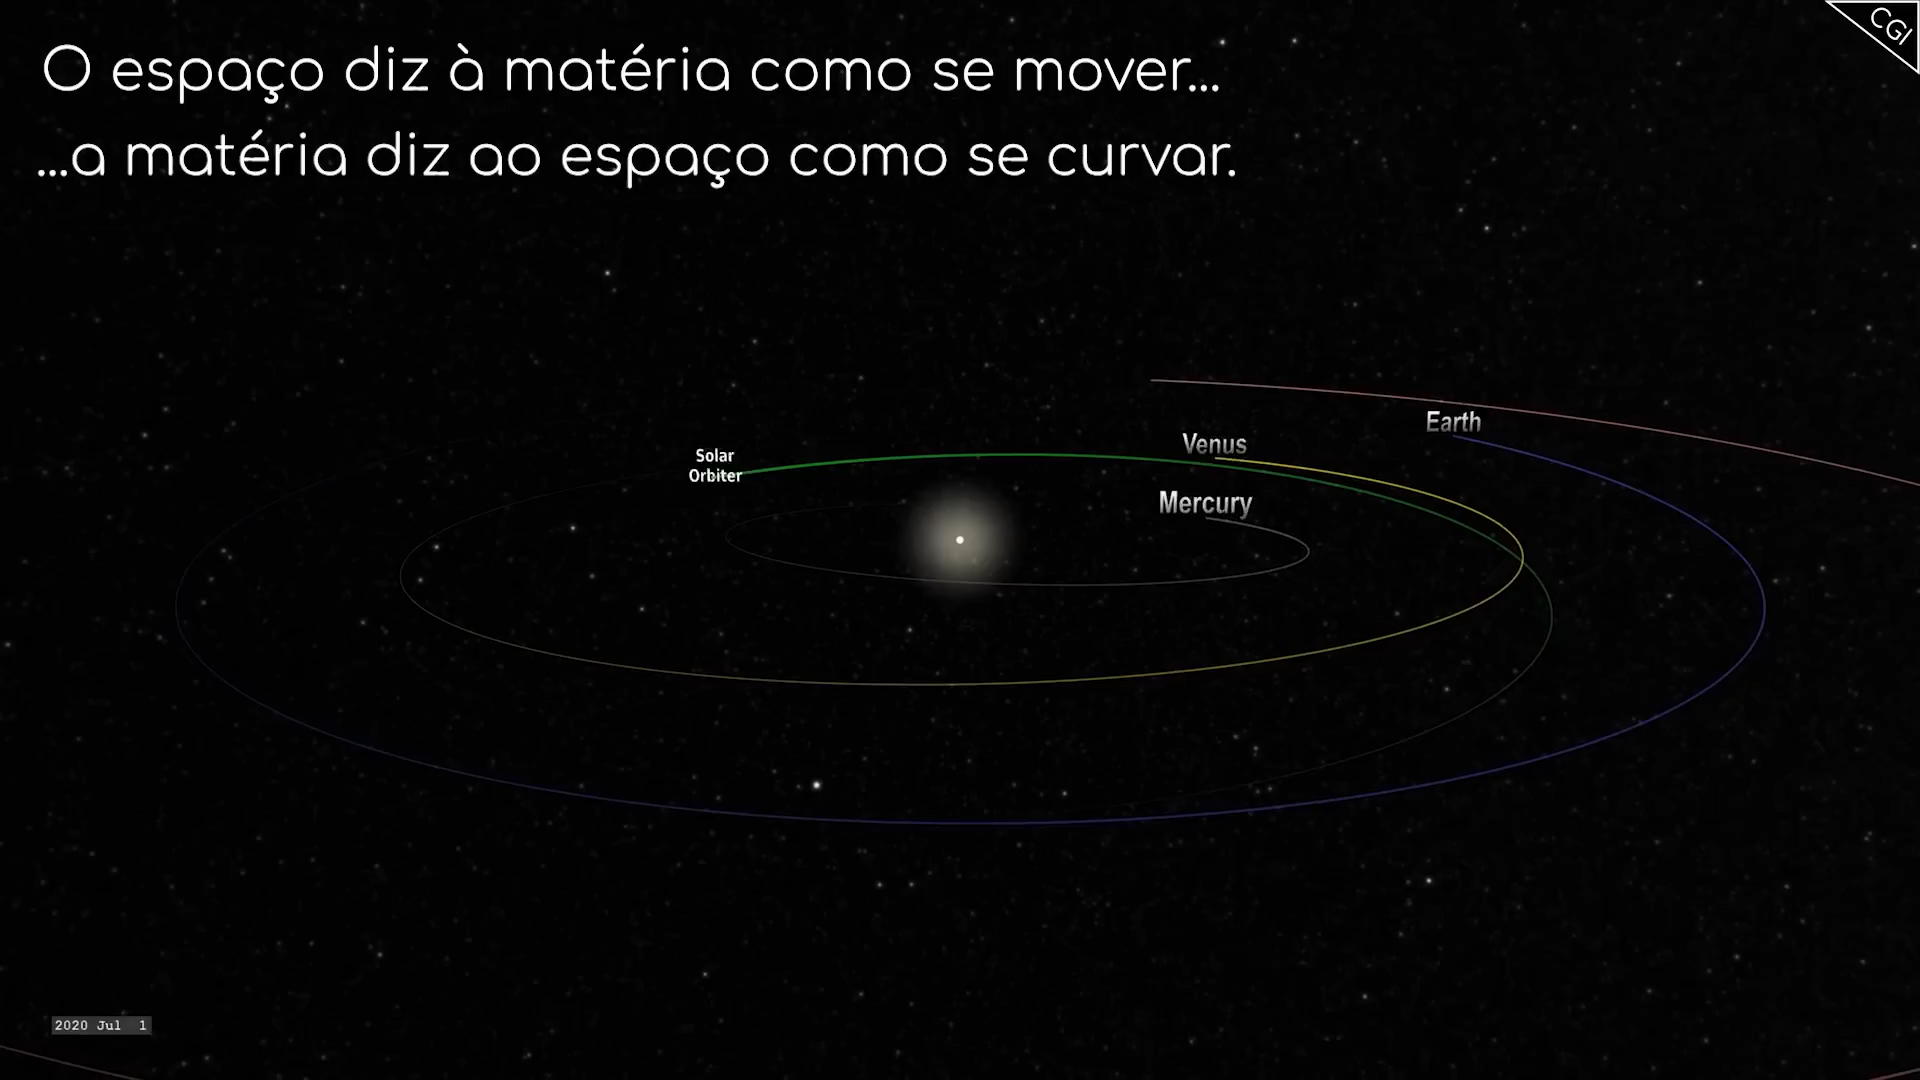 O espaço diz à matéria como se mover...
...a matéria diz ao espaço como se curvar.
CGI
Earth
Venus
Solar
Orbiter
Mercury
2020 Jul 1